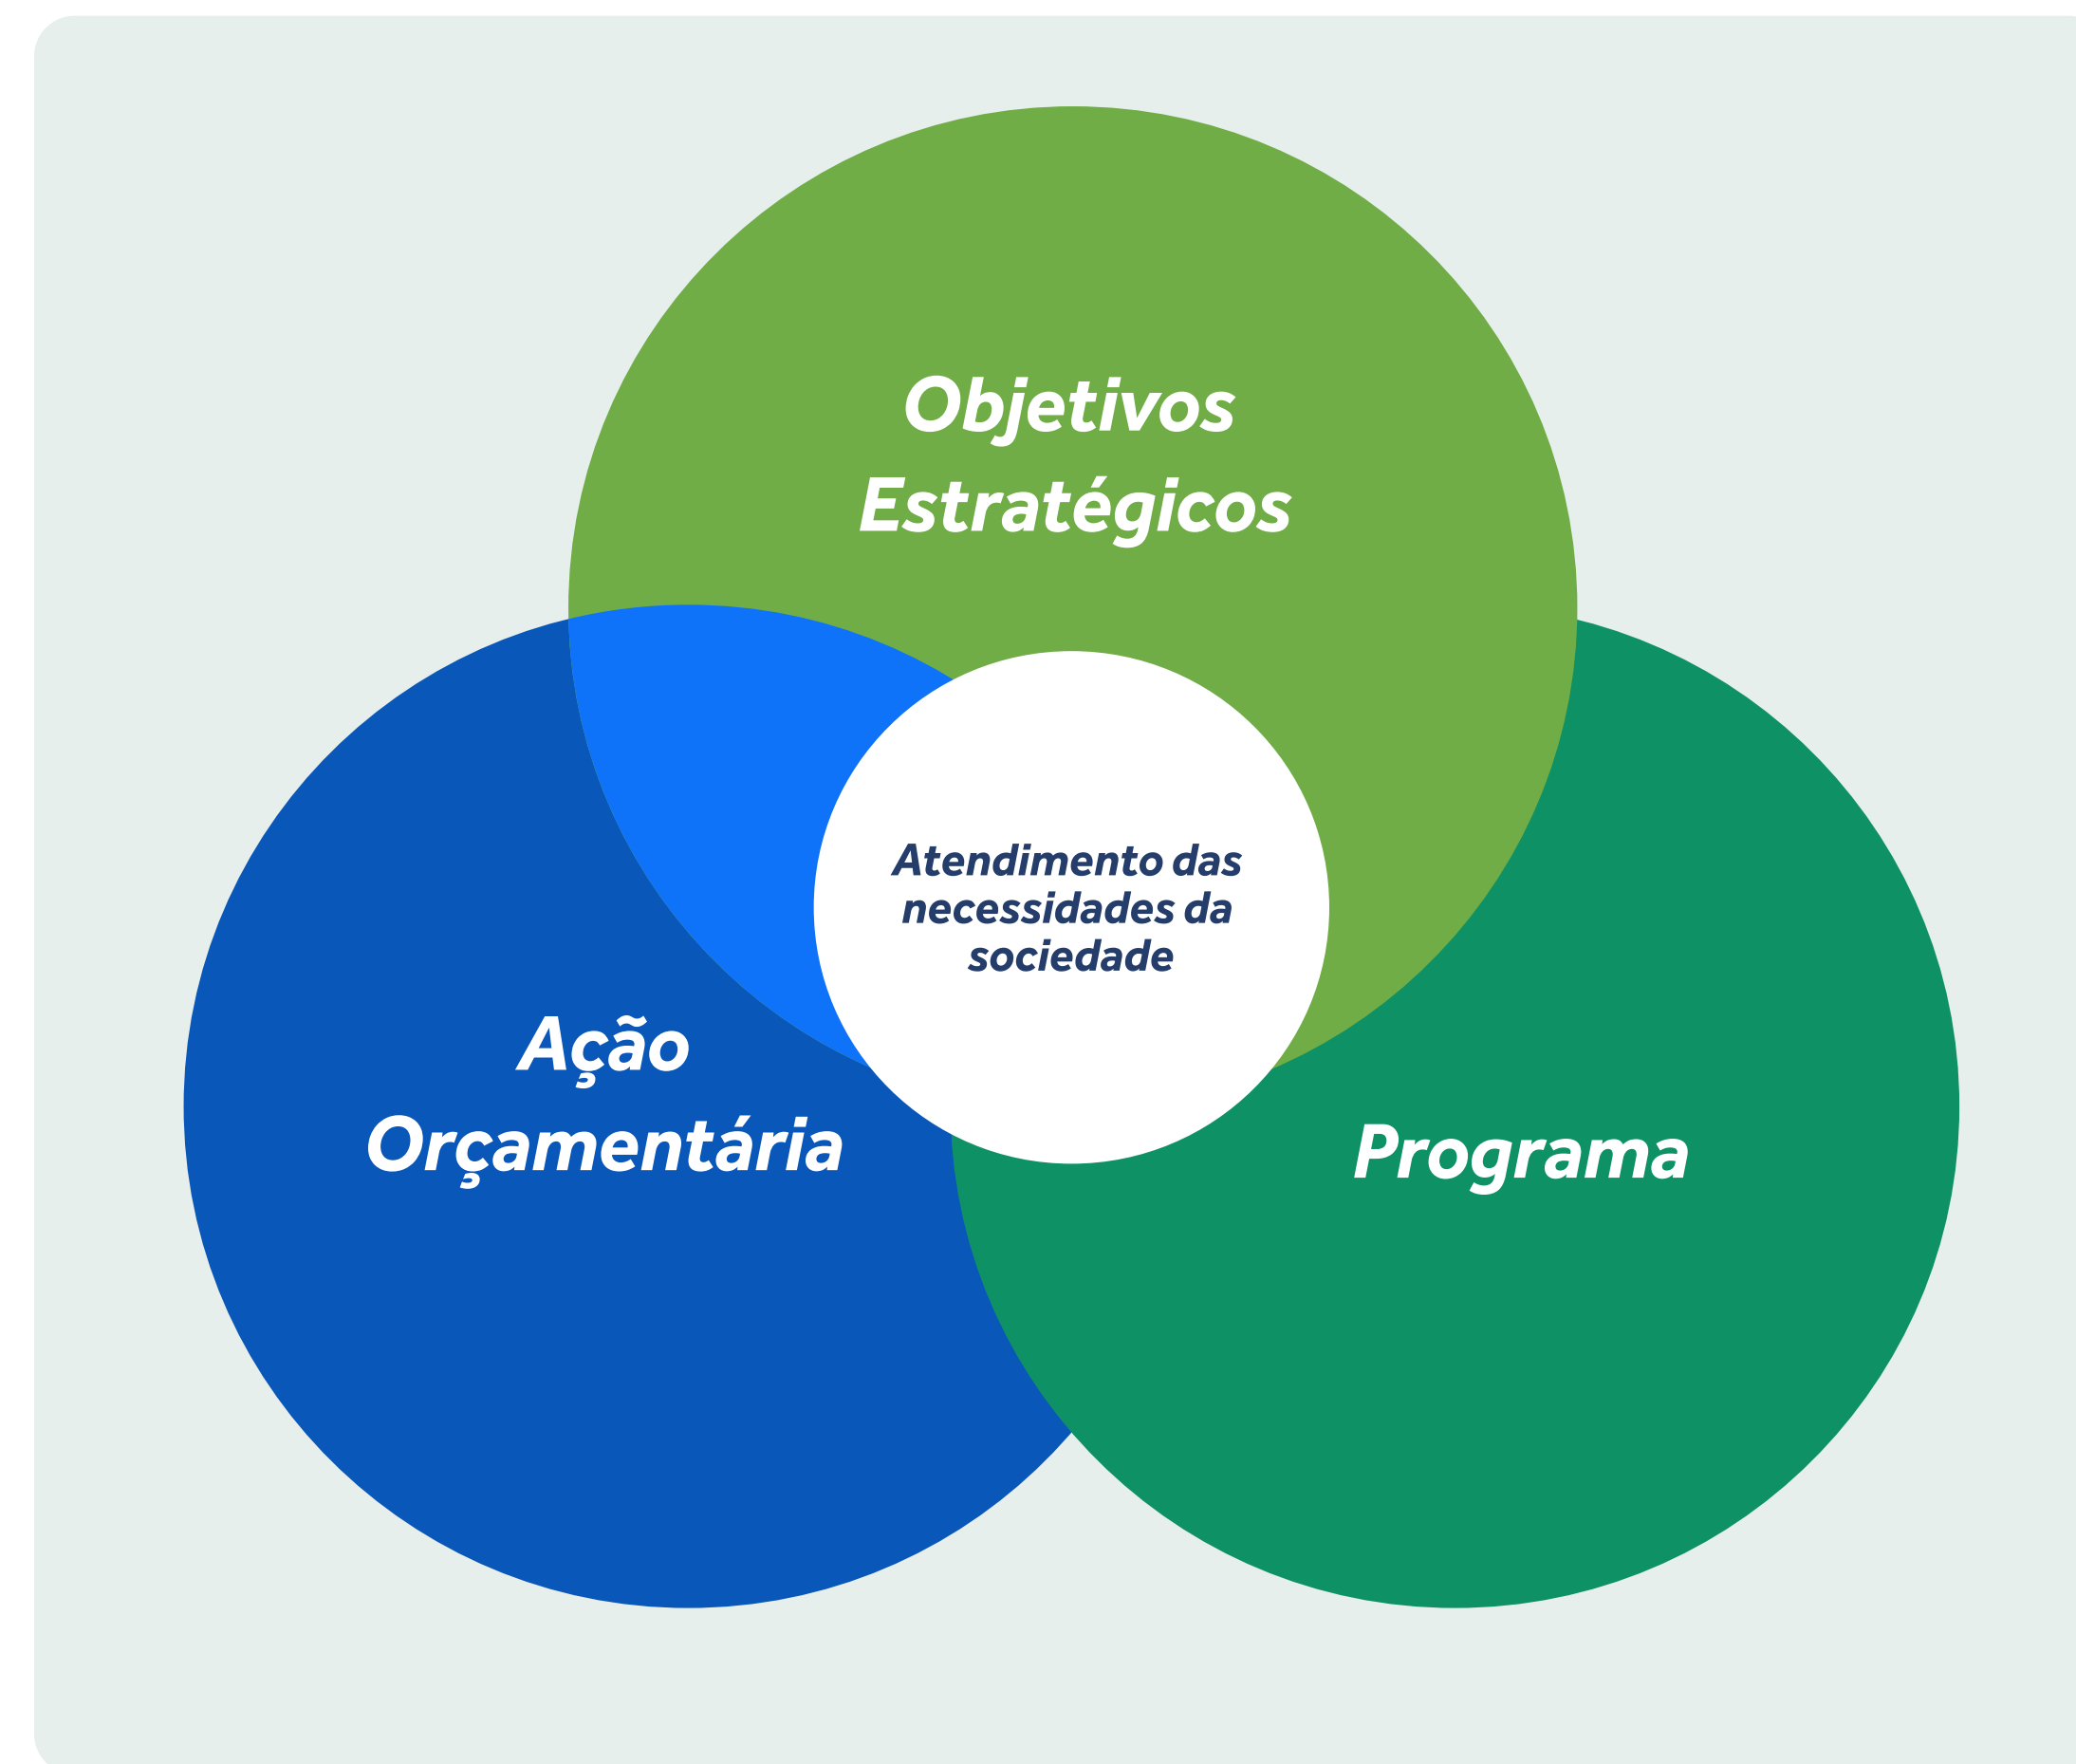 Objetivos
Estratégicos
Atendimento das
necessidades da
sociedade
Ação
Orçamentária
Programa